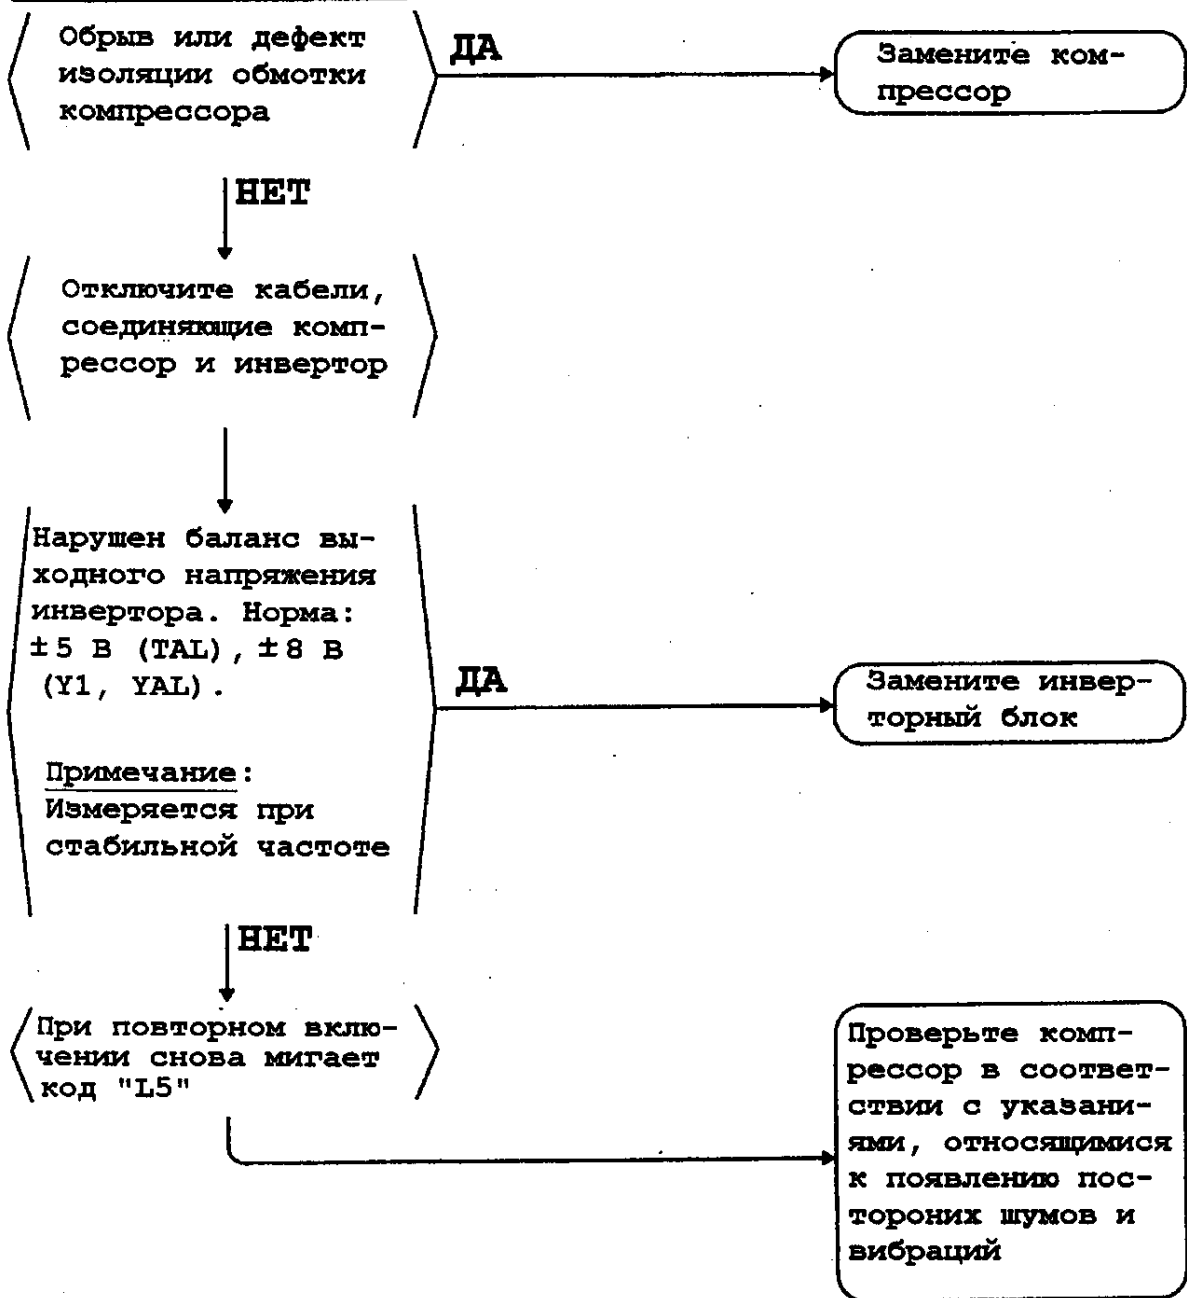 Обрыв или дефект
изоляции обмотки
компрессора
ДА
Замените ком-
прессор
НЕТ
Отключите кабели,
соединяющие комп-
рессор и инвертор
Нарушен баланс вы-
ходного напряжения
инвертора. Норма:
±5 В (TAL), ±8 В
(Y1, YAL).
Примечание:
Измеряется при
стабильной частоте
ДА
Замените инвер-
торный блок
НЕТ
При повторном вклю-
чении снова мигает
код "L5"
Проверьте комп-
рессор в соответ-
ствии с указани-
ями, относящимися
к появлению пос-
тороних шумов и
вибраций